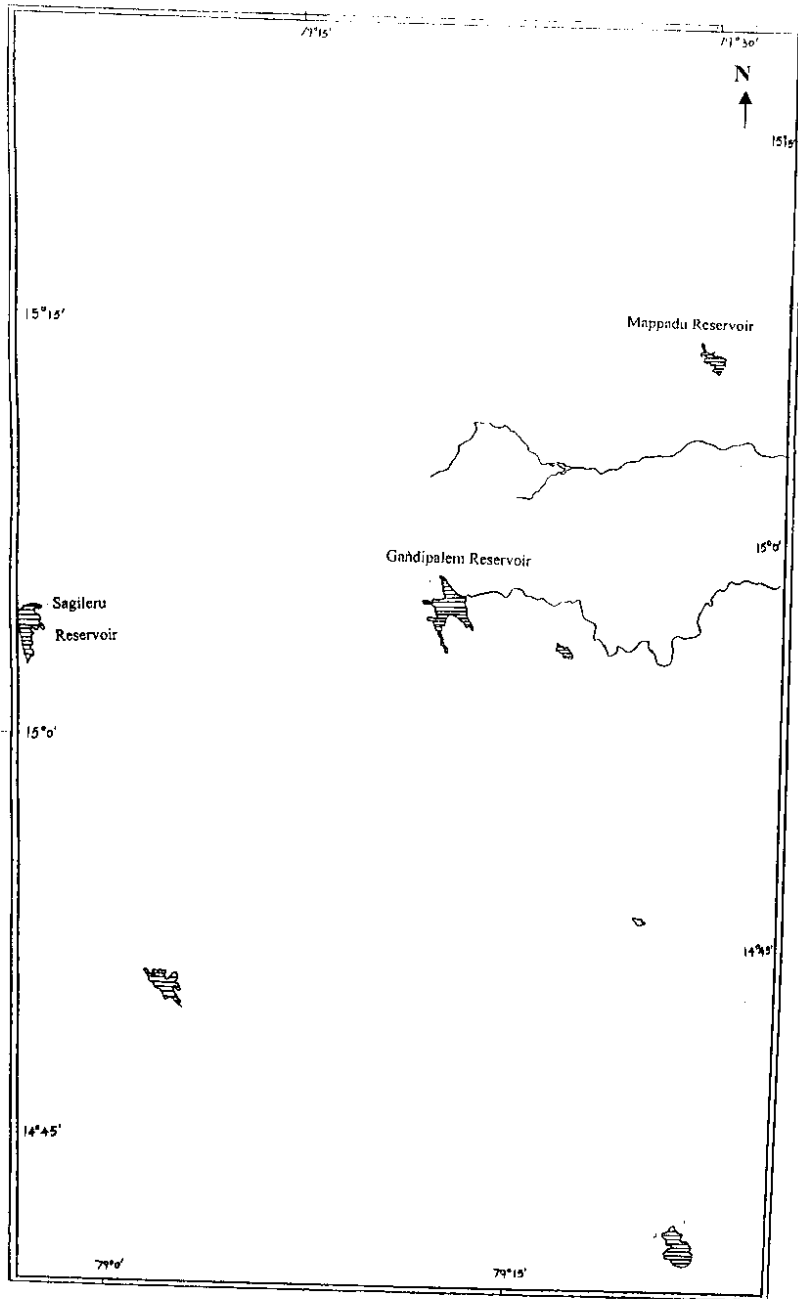 79°15'
79°30'
N
15°15'
15°15'
Mappadu Reservoir
Gandipalem Reservoir
15°0'
Sagileru
Reservoir
15°0'
14°45'
14°45'
79°0'
79°15'